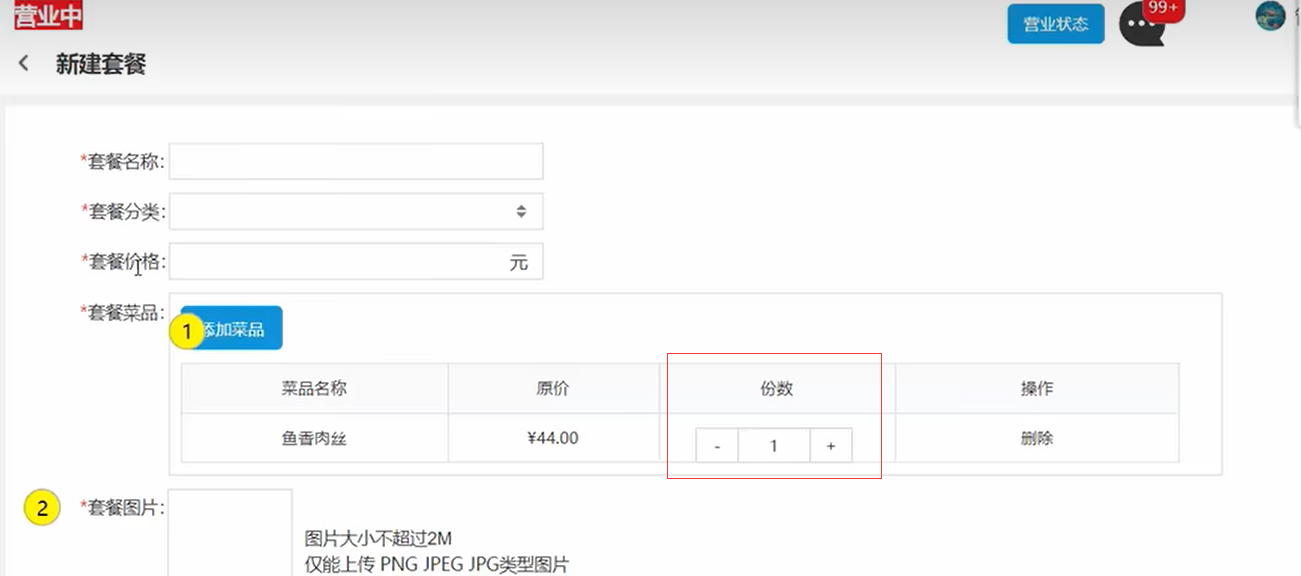 营业中
营业状态
99+
新建套餐
*套餐名称:
*套餐分类:
*套餐价格:
元
*套餐菜品:
1
添加菜品
菜品名称 原价 份数 操作
鱼香肉丝 ¥44.00 - 1 + 删除
2
*套餐图片:
图片大小不超过2M
仅能上传 PNG JPEG JPG类型图片